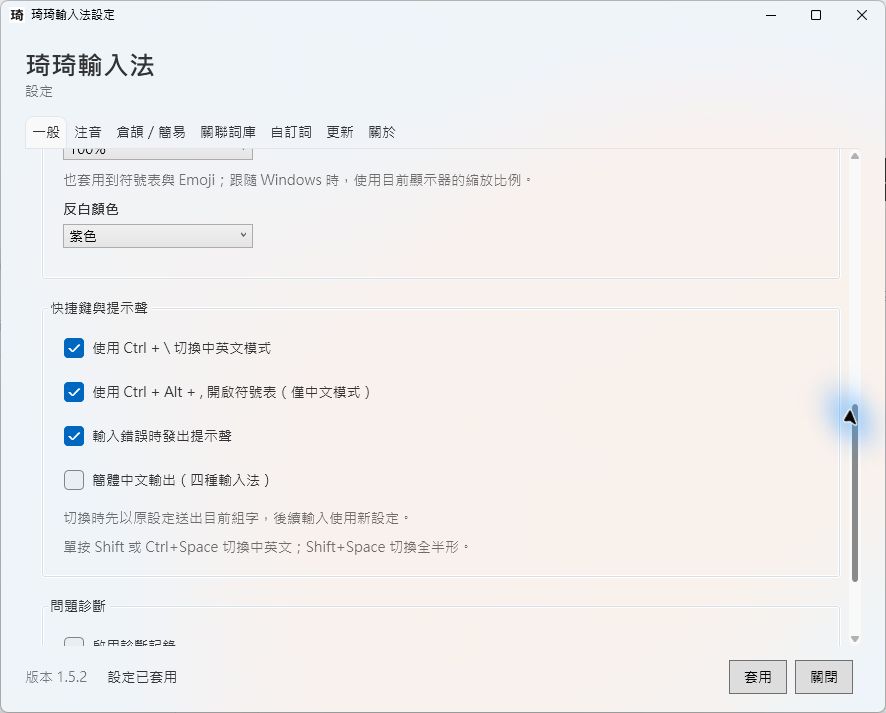 琦 琦琦輸入法設定
琦琦輸入法
設定
一般 注音 倉頡 / 簡易 關聯詞庫 自訂詞 更新 關於
100%
也套用到符號表與 Emoji；跟隨 Windows 時，使用目前顯示器的縮放比例。
反白顏色
紫色
快捷鍵與提示聲
使用 Ctrl + \ 切換中英文模式
使用 Ctrl + Alt + , 開啟符號表（僅中文模式）
輸入錯誤時發出提示聲
簡體中文輸出（四種輸入法）
切換時先以原設定送出目前組字，後續輸入使用新設定。
單按 Shift 或 Ctrl+Space 切換中英文；Shift+Space 切換全半形。
問題診斷
啟用診斷記錄
版本 1.5.2 設定已套用
套用 關閉